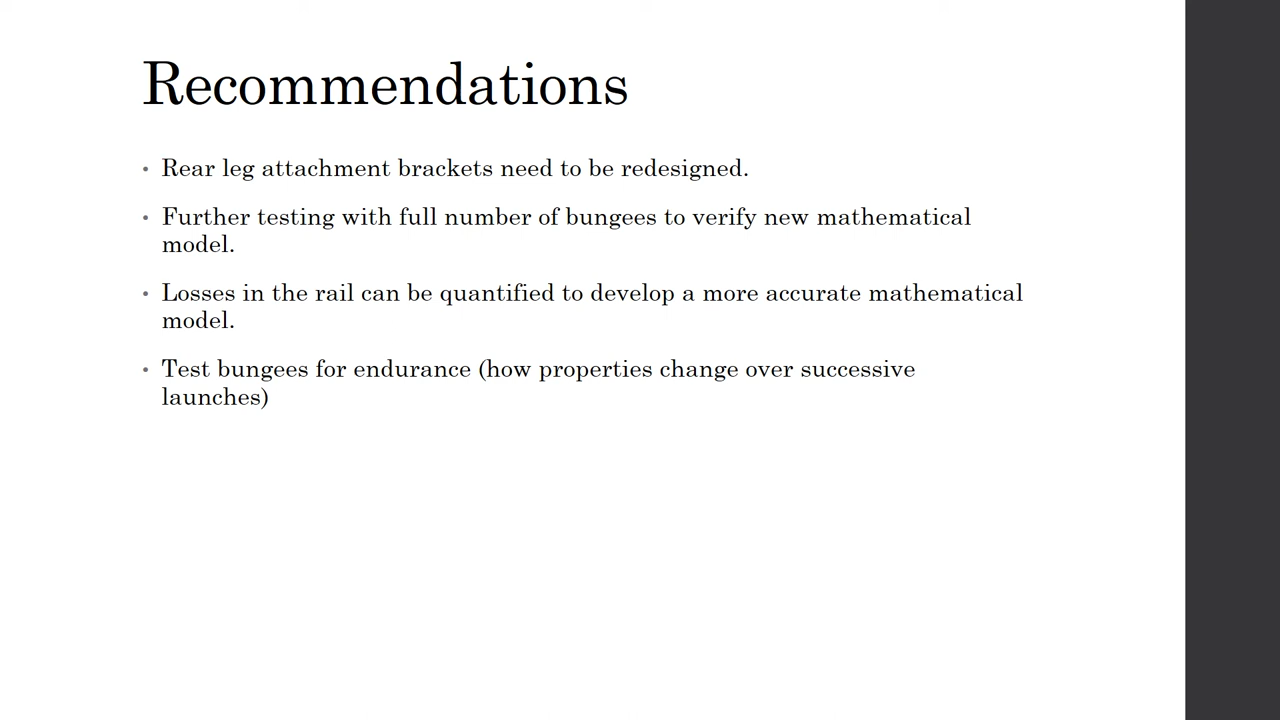 Recommendations
• Rear leg attachment brackets need to be redesigned.
• Further testing with full number of bungees to verify new mathematical
model.
• Losses in the rail can be quantified to develop a more accurate mathematical
model.
• Test bungees for endurance (how properties change over successive
launches)